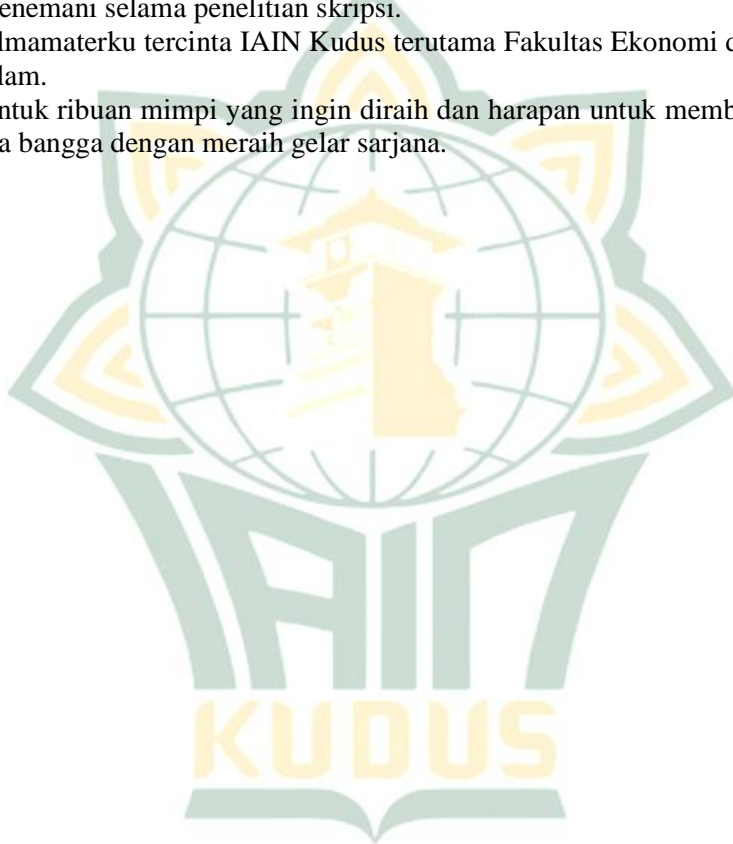 enemani selama penelitian skripsi.
lmamaterku tercinta IAIN Kudus terutama Fakultas Ekonomi d
lam.
ntuk ribuan mimpi yang ingin diraih dan harapan untuk memb
a bangga dengan meraih gelar sarjana.
IAIN
KUDUS